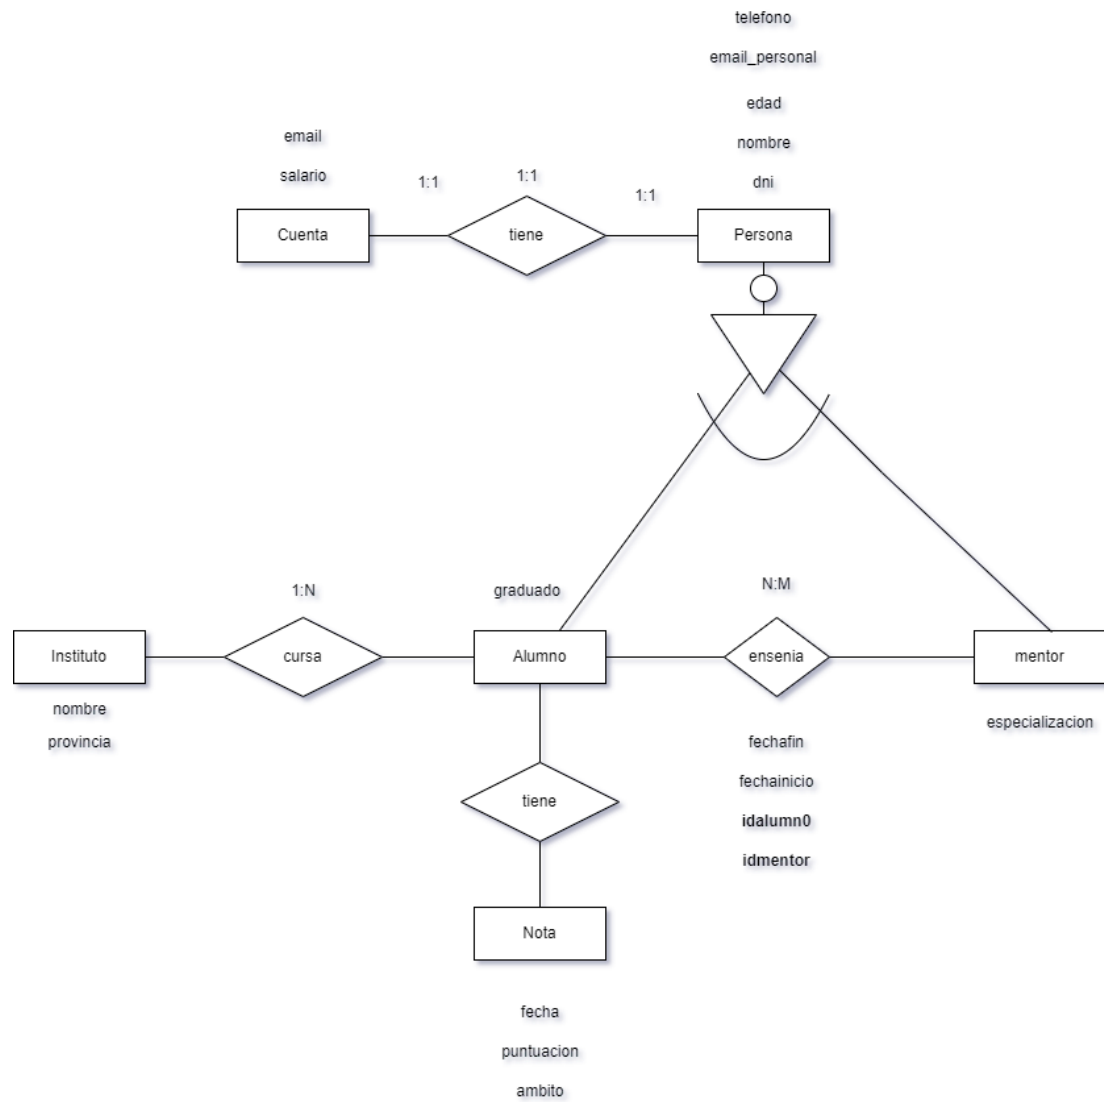 telefono
email_personal
edad
nombre
dni
email
salario
1:1
1:1
1:1
Cuenta
tiene
Persona
1:N
graduado
N:M
Instituto
cursa
Alumno
ensenia
mentor
nombre
provincia
especializacion
fechafin
fechainicio
idalumn0
idmentor
tiene
Nota
fecha
puntuacion
ambito